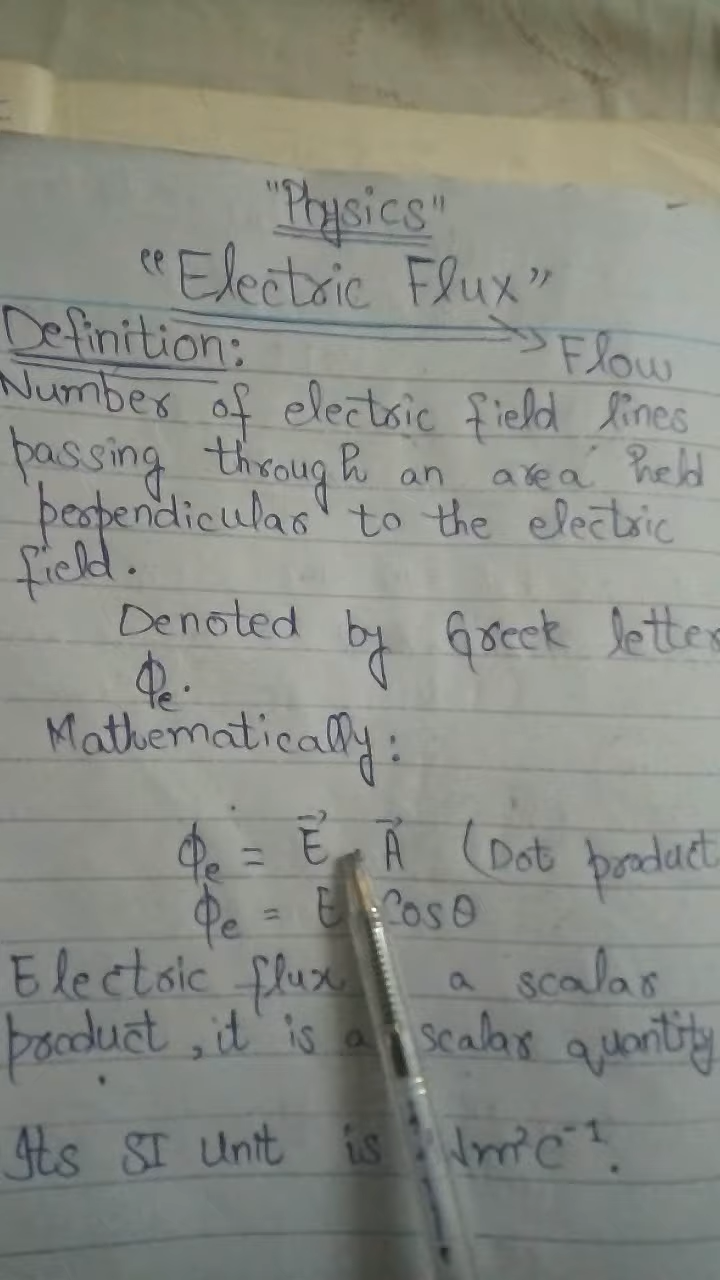 "Physics"
"Electric Flux"
Definition:
Flow
Number of electric field lines
passing through an area held
perpendicular to the electric
field.
Denoted by Greek letter
Φe.
Mathematically:
ϕe = E⃗ . A⃗ (Dot product
ϕe = E Cosθ
Electric flux a scalar
product, it is a scalar quantity
Its SI unit is m²C⁻¹.